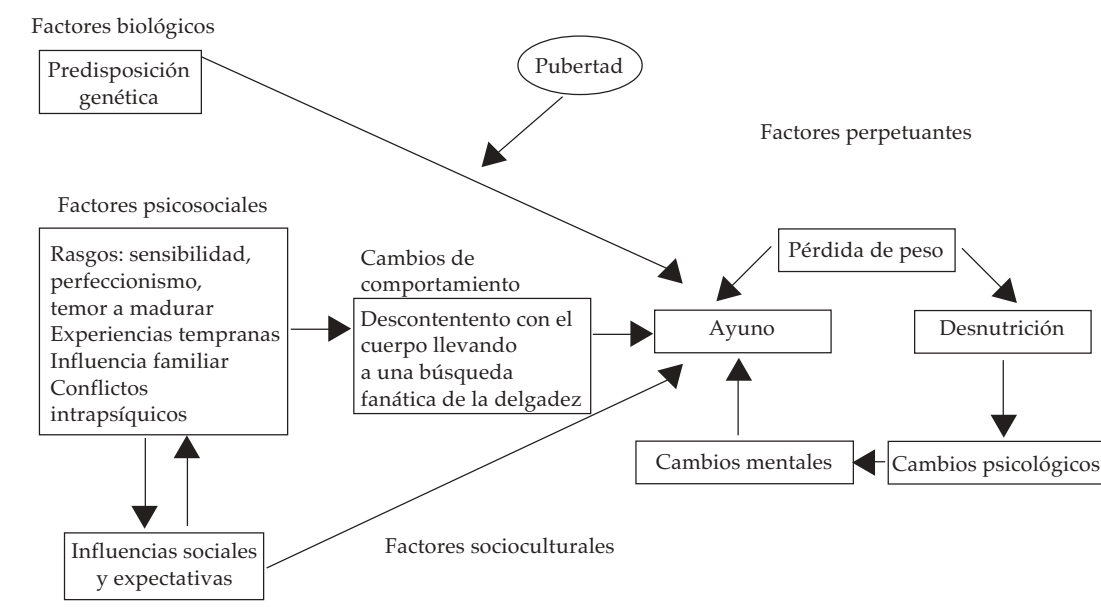 Factores biológicos
Predisposición
genética
Pubertad
Factores perpetuantes
Factores psicosociales
Rasgos: sensibilidad,
perfeccionismo,
temor a madurar
Experiencias tempranas
Influencia familiar
Conflictos
intrapsíquicos
Cambios de
comportamiento
Descontentento con el
cuerpo llevando
a una búsqueda
fanática de la delgadez
Pérdida de peso
Ayuno
Desnutrición
Cambios mentales
Cambios psicológicos
Influencias sociales
y expectativas
Factores socioculturales